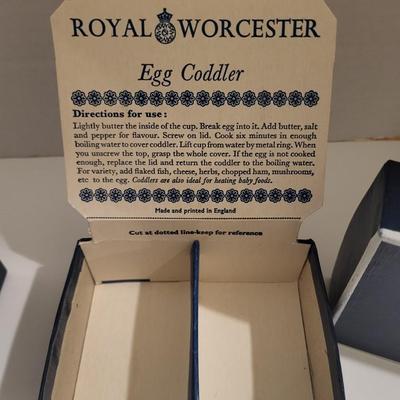 ROYAL WORCESTER
Egg Coddler
Directions for use :
Lightly butter the inside of the cup. Break egg into it. Add butter, salt
and pepper for flavour. Screw on lid. Cook six minutes in enough
boiling water to cover coddler. Lift cup from water by metal ring. When
you unscrew the top, grasp the whole cover. If the egg is not cooked
enough, replace the lid and return the coddler to the boiling water.
For variety, add flaked fish, cheese, herbs, chopped ham, mushrooms,
etc to the egg. Coddlers are also ideal for heating baby foods.
Made and printed in England
Cut at dotted line-keep for reference